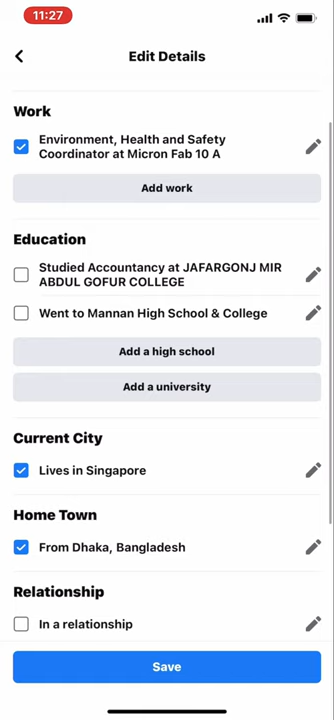 11:27
Edit Details
Work
Environment, Health and Safety
Coordinator at Micron Fab 10 A
Add work
Education
Studied Accountancy at JAFARGONJ MIR
ABDUL GOFUR COLLEGE
Went to Mannan High School & College
Add a high school
Add a university
Current City
Lives in Singapore
Home Town
From Dhaka, Bangladesh
Relationship
In a relationship
Save